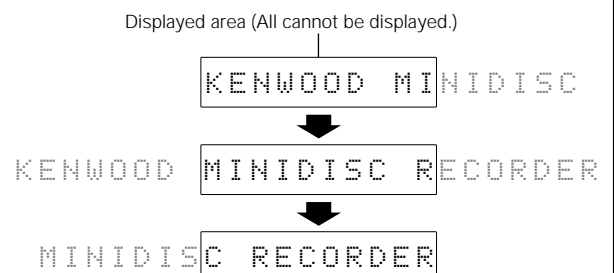 Displayed area (All cannot be displayed.)
KENWOOD MINIDISC
KENWOOD MINIDISC RECORDER
MINIDISC RECORDER